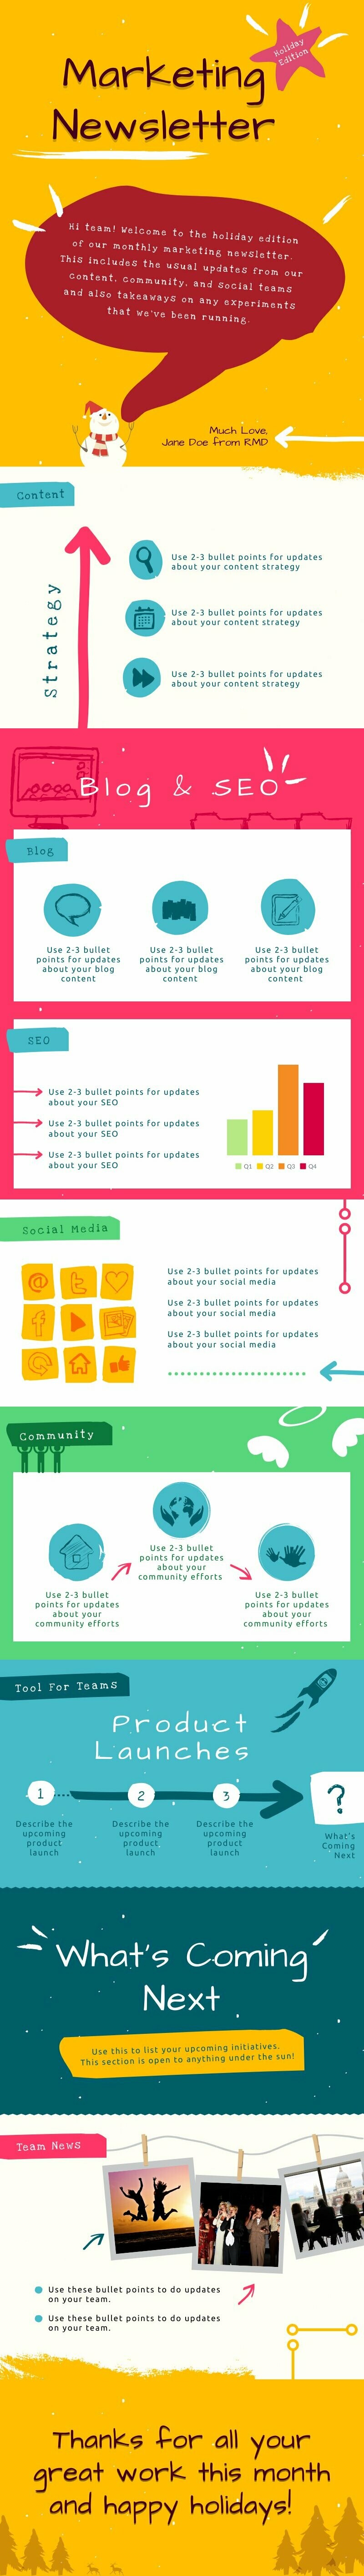 Holiday
Edition
Marketing
Newsletter
Hi team! Welcome to the holiday edition
of our monthly marketing newsletter.
This includes the usual updates from our
content, community, and social teams
and also takeaways on any experiments
that we've been running.
Much Love,
Jane Doe from RMD
Content
Strategy
Use 2-3 bullet points for updates
about your content strategy
Use 2-3 bullet points for updates
about your content strategy
Use 2-3 bullet points for updates
about your content strategy
Blog & SEO
Blog
Use 2-3 bullet
points for updates
about your blog
content
Use 2-3 bullet
points for updates
about your blog
content
Use 2-3 bullet
points for updates
about your blog
content
SEO
Use 2-3 bullet points for updates
about your SEO
Use 2-3 bullet points for updates
about your SEO
Use 2-3 bullet points for updates
about your SEO
Q1 Q2 Q3 Q4
Social Media
Use 2-3 bullet points for updates
about your social media
Use 2-3 bullet points for updates
about your social media
Use 2-3 bullet points for updates
about your social media
Community
Use 2-3 bullet
points for updates
about your
community efforts
Use 2-3 bullet
points for updates
about your
community efforts
Use 2-3 bullet
points for updates
about your
community efforts
Tool For Teams
Product
Launches
1
2
3
?
Describe the
upcoming
product
launch
Describe the
upcoming
product
launch
Describe the
upcoming
product
launch
What's
Coming
Next
What's Coming
Next
Use this to list your upcoming initiatives.
This section is open to anything under the sun!
Team News
Use these bullet points to do updates
on your team.
Use these bullet points to do updates
on your team.
Thanks for all your
great work this month
and happy holidays!